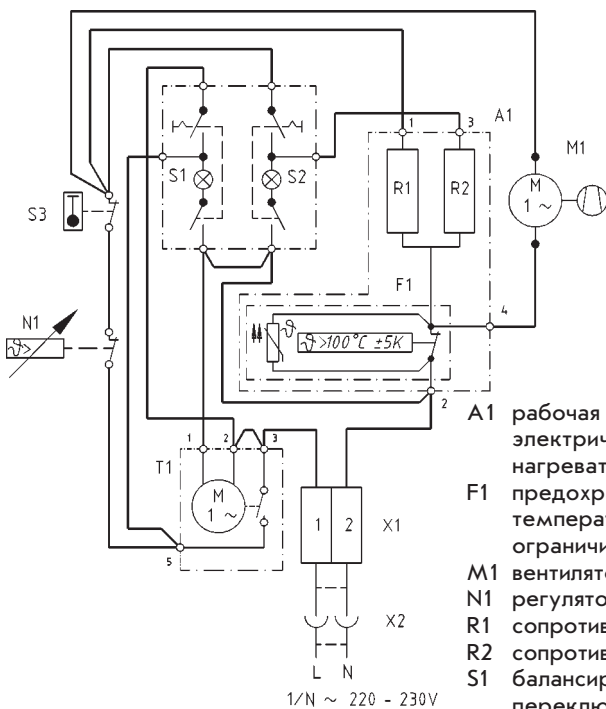 A1
1
3
M1
S1
S2
R1
R2
M
1 ~
S3
F1
4
ϑ
ϑ>100°C ±5K
N1
ϑ>
2
1
2
3
T1
M
1 ~
5
1
2
X1
X2
L
N
1/N ~ 220 - 230V
A1 рабочая
электрич
нагреват
F1 предохр
температ
ограничи
M1 вентилят
N1 регулято
R1 сопротив
R2 сопротив
S1 балансир
переклю